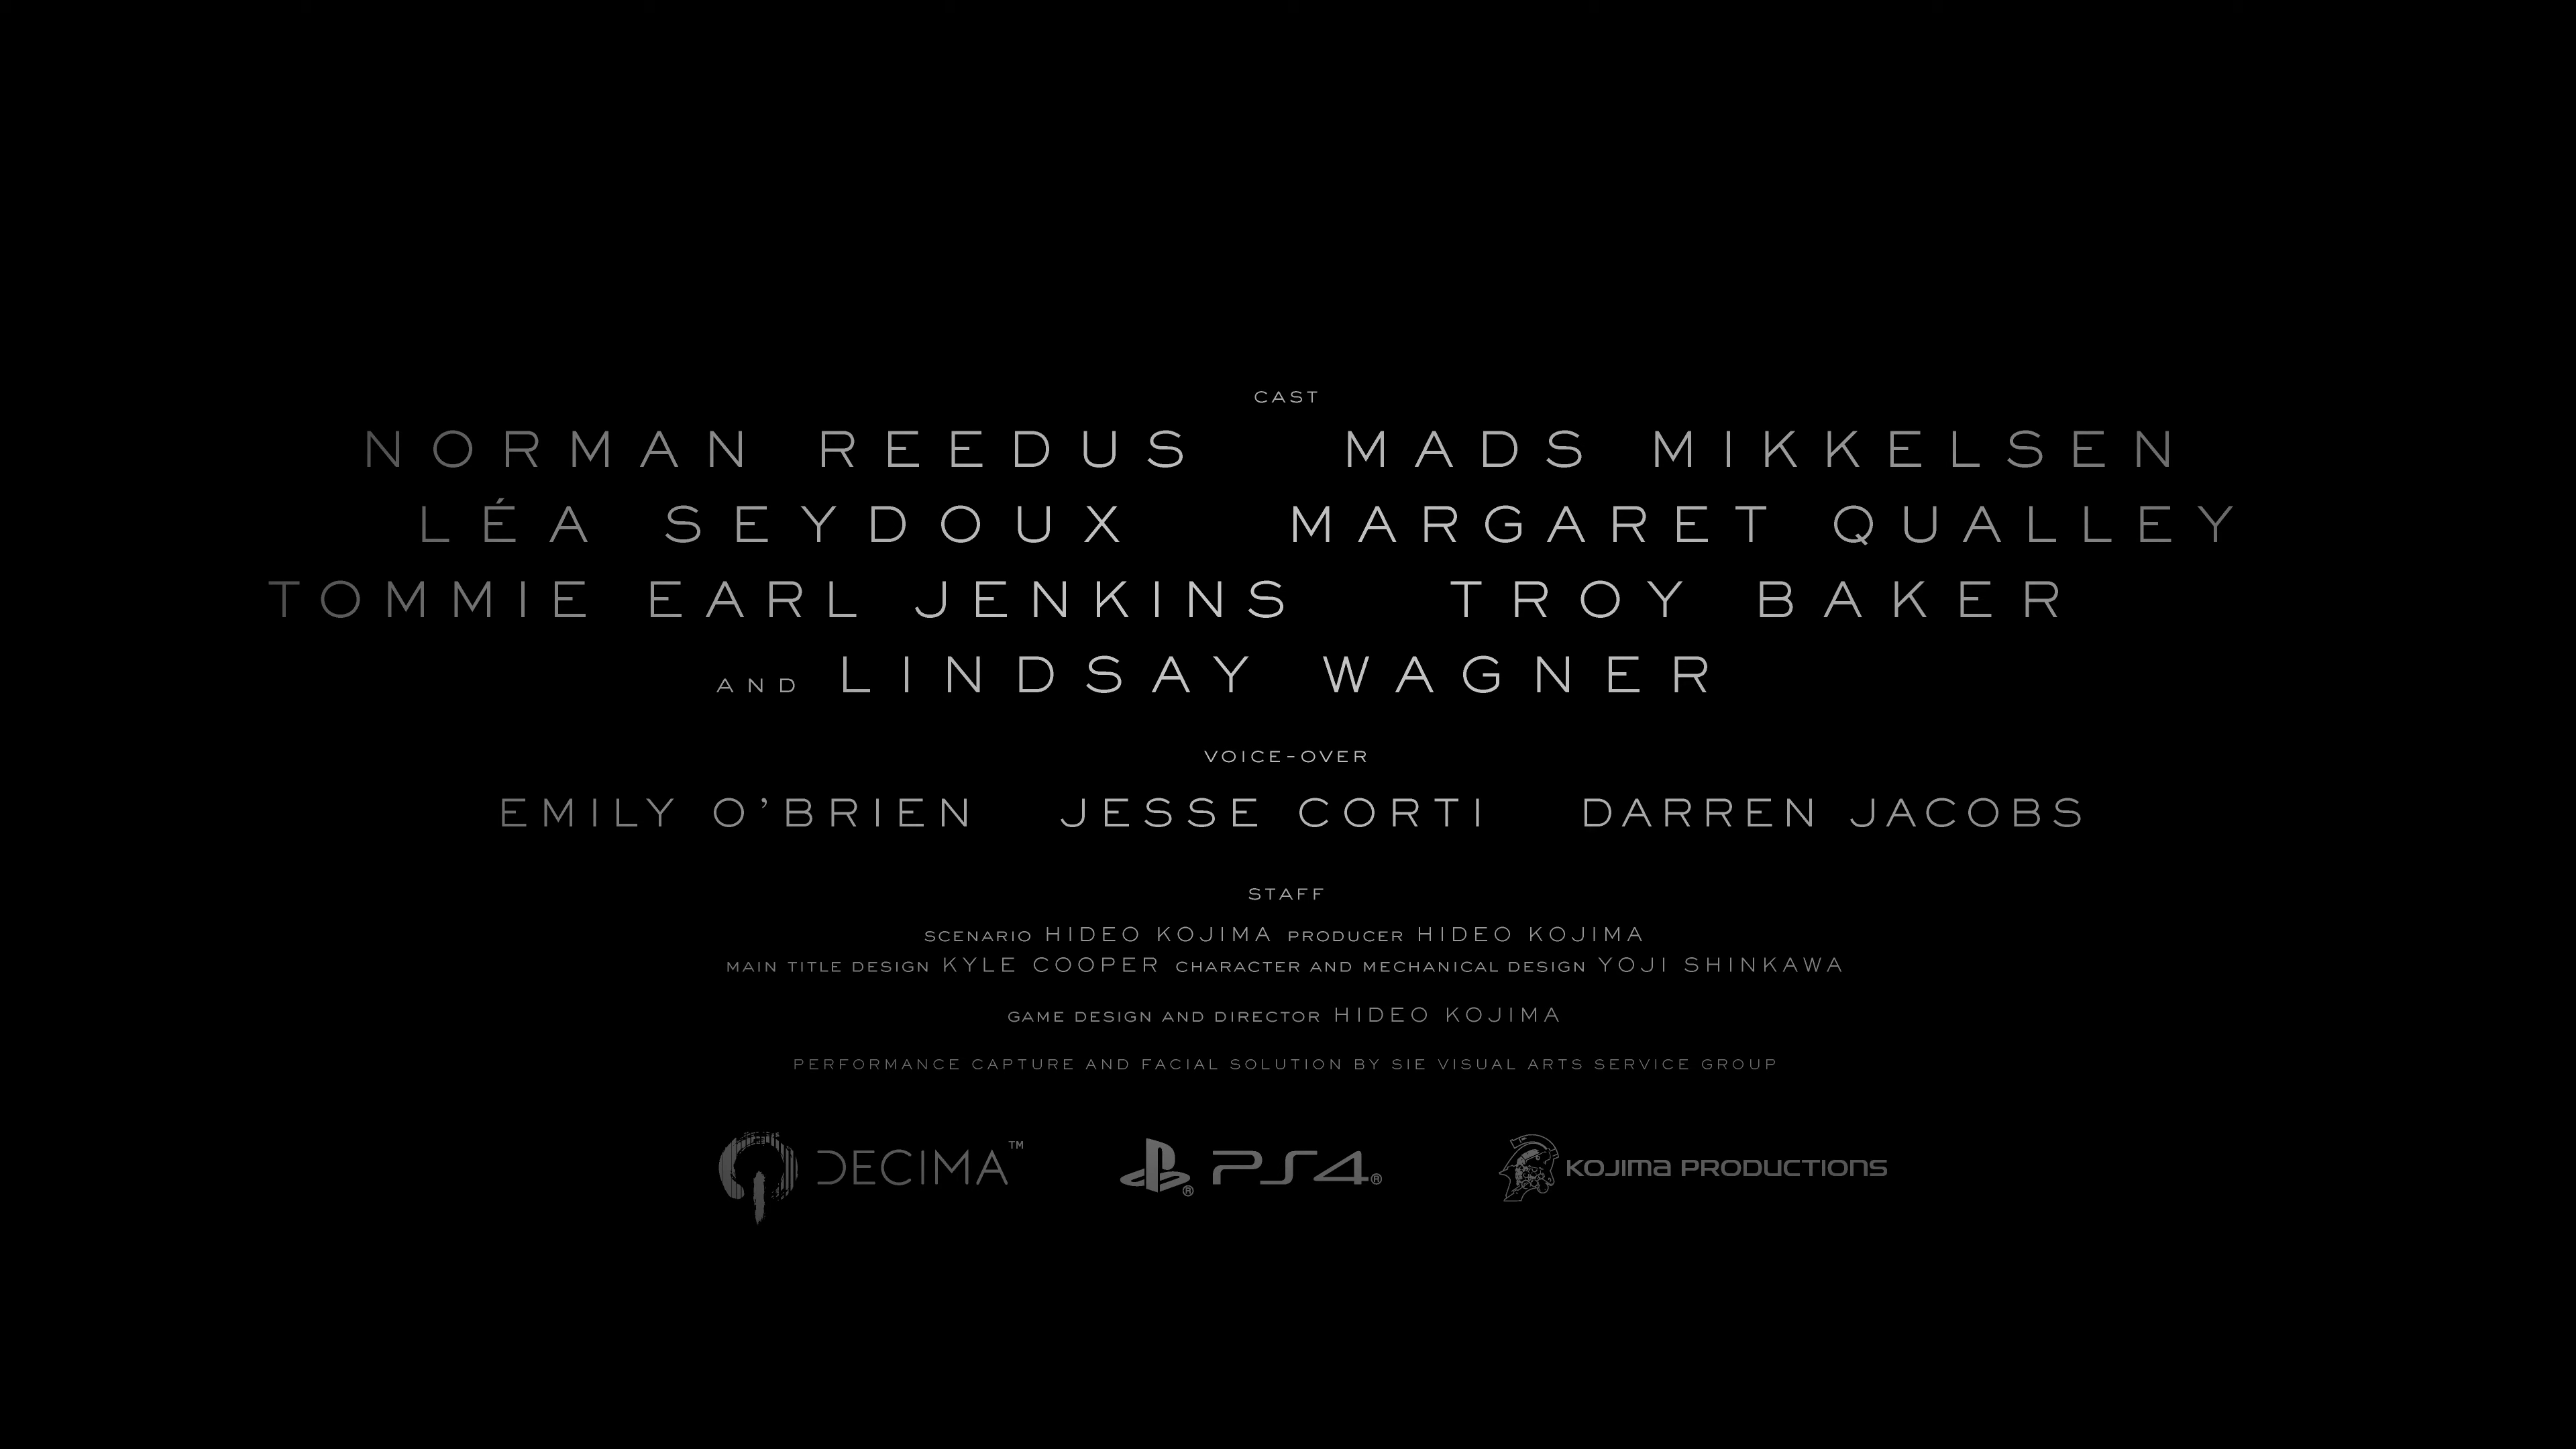 CAST
NORMAN REEDUS MADS MIKKELSEN
LÉA SEYDOUX MARGARET QUALLEY
TOMMIE EARL JENKINS TROY BAKER
AND LINDSAY WAGNER
VOICE-OVER
EMILY O’BRIEN JESSE CORTI DARREN JACOBS
STAFF
SCENARIO HIDEO KOJIMA PRODUCER HIDEO KOJIMA
MAIN TITLE DESIGN KYLE COOPER CHARACTER AND MECHANICAL DESIGN YOJI SHINKAWA
GAME DESIGN AND DIRECTOR HIDEO KOJIMA
PERFORMANCE CAPTURE AND FACIAL SOLUTION BY SIE VISUAL ARTS SERVICE GROUP
DECIMA™ ® PS4® KOJIMA PRODUCTIONS